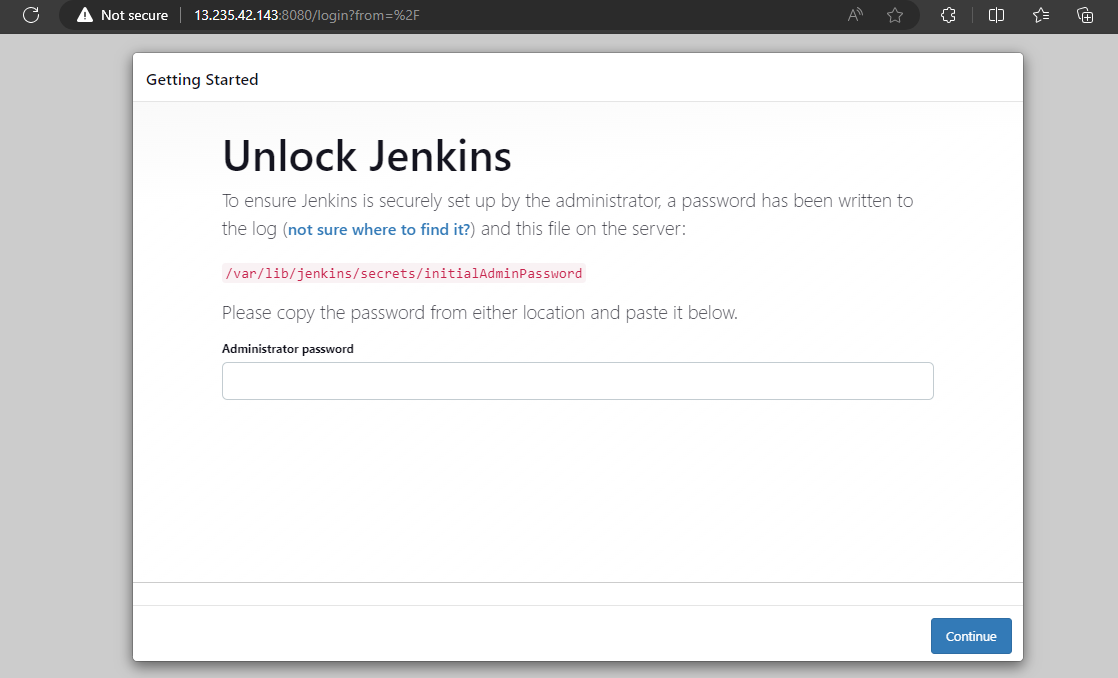 Not secure 13.235.42.143:8080/login?from=%2F
Getting Started
Unlock Jenkins
To ensure Jenkins is securely set up by the administrator, a password has been written to
the log (not sure where to find it?) and this file on the server:
/var/lib/jenkins/secrets/initialAdminPassword
Please copy the password from either location and paste it below.
Administrator password
Continue